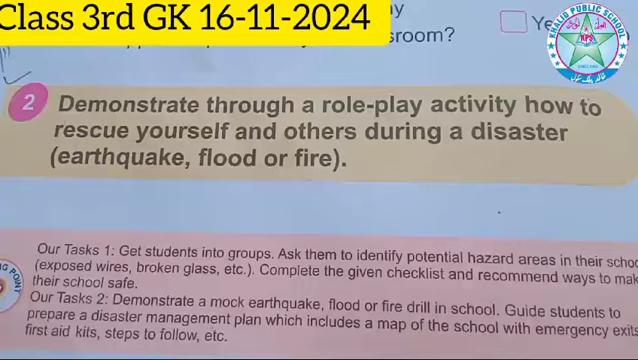 Class 3rd GK 16-11-2024
Ye
sroom?
KHALID PUBLIC SCHOOL
KPS
2 Demonstrate through a role-play activity how to
rescue yourself and others during a disaster
(earthquake, flood or fire).
Our Tasks 1: Get students into groups. Ask them to identify potential hazard areas in their schoo
(exposed wires, broken glass, etc.). Complete the given checklist and recommend ways to mak
their school safe.
Our Tasks 2: Demonstrate a mock earthquake, flood or fire drill in school. Guide students to
prepare a disaster management plan which includes a map of the school with emergency exits
first aid kits, steps to follow, etc.
NG POINT